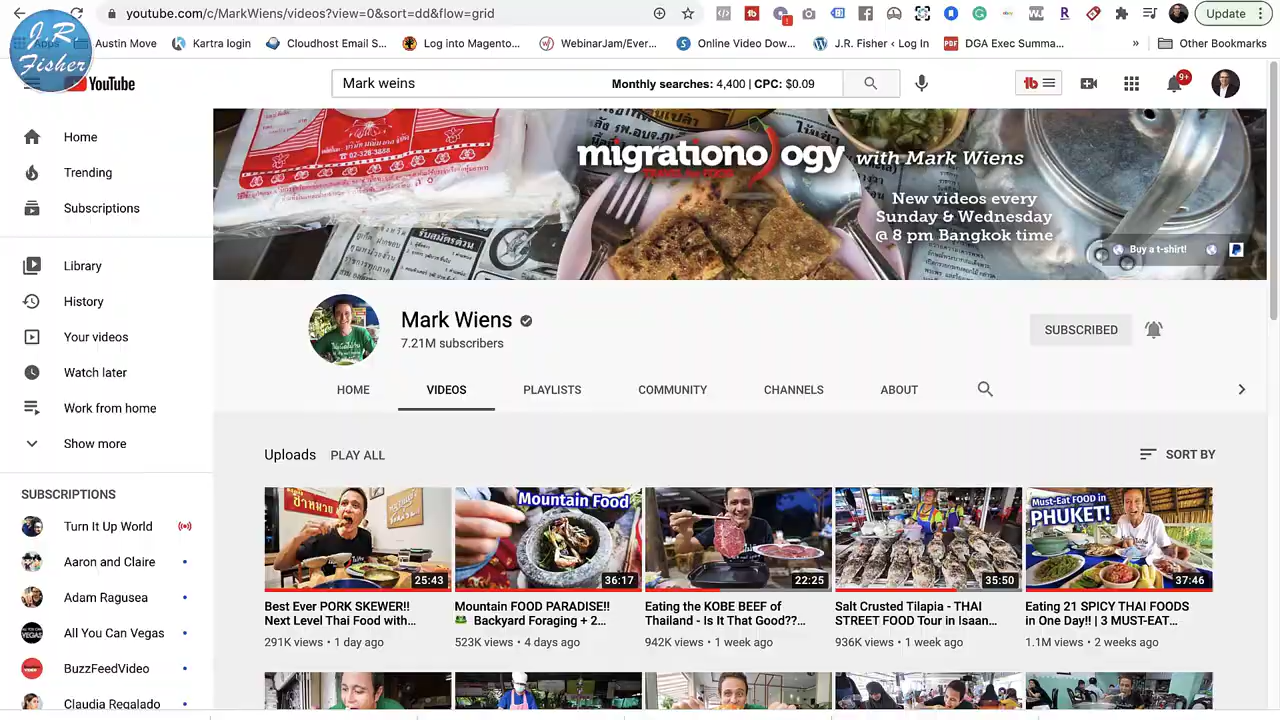 youtube.com/c/MarkWiens/videos?view=0&sort=dd&flow=grid
Update
J.R. Fisher
Apps
Austin Move
Kartra login
Cloudhost Email S...
Log into Magento...
WebinarJam/Ever...
Online Video Dow...
J.R. Fisher ‹ Log In
PDF
DGA Exec Summa...
»
Other Bookmarks
YouTube
Mark weins
Monthly searches: 4,400 | CPC: $0.09
tb
9+
Home
Trending
Subscriptions
Library
History
Your videos
Watch later
Work from home
Show more
SUBSCRIPTIONS
Turn It Up World
Aaron and Claire
Adam Ragusea
All You Can Vegas
BuzzFeedVideo
Claudia Regalado
migrationology with Mark Wiens
TRAVEL for FOOD
New videos every
Sunday & Wednesday
@ 8 pm Bangkok time
Buy a t-shirt!
Mark Wiens
7.21M subscribers
SUBSCRIBED
HOME
VIDEOS
PLAYLISTS
COMMUNITY
CHANNELS
ABOUT
Uploads
PLAY ALL
SORT BY
25:43
Best Ever PORK SKEWER!!
Next Level Thai Food with...
291K views • 1 day ago
Mountain Food
36:17
Mountain FOOD PARADISE!!
Backyard Foraging + 2...
523K views • 4 days ago
22:25
Eating the KOBE BEEF of
Thailand - Is It That Good??...
942K views • 1 week ago
35:50
Salt Crusted Tilapia - THAI
STREET FOOD Tour in Isaan...
936K views • 1 week ago
Must-Eat FOOD in
PHUKET!
37:46
Eating 21 SPICY THAI FOODS
in One Day!! | 3 MUST-EAT...
1.1M views • 2 weeks ago